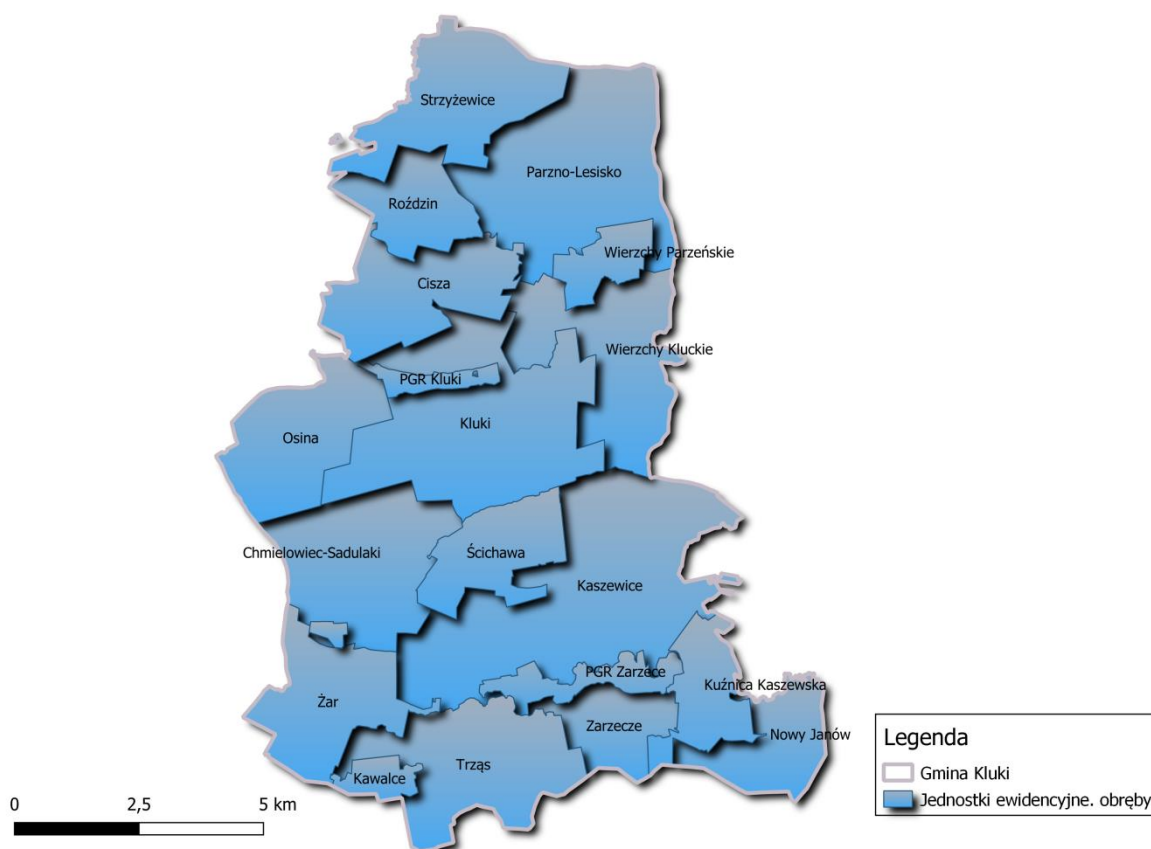 Strzyżewice
Parzno-Lesisko
Roździn
Wierzchy Parzeńskie
Cisza
Wierzchy Kluckie
PGR Kluki
Kluki
Osina
Chmielowiec-Sadulaki
Ścichawa
Kaszewice
PGR Zarzece
Kuźnica Kaszewska
Żar
Zarzecze
Nowy Janów
Trząs
Kawalce
Legenda
Gmina Kluki
Jednostki ewidencyjne. obręby
0 2,5 5 km